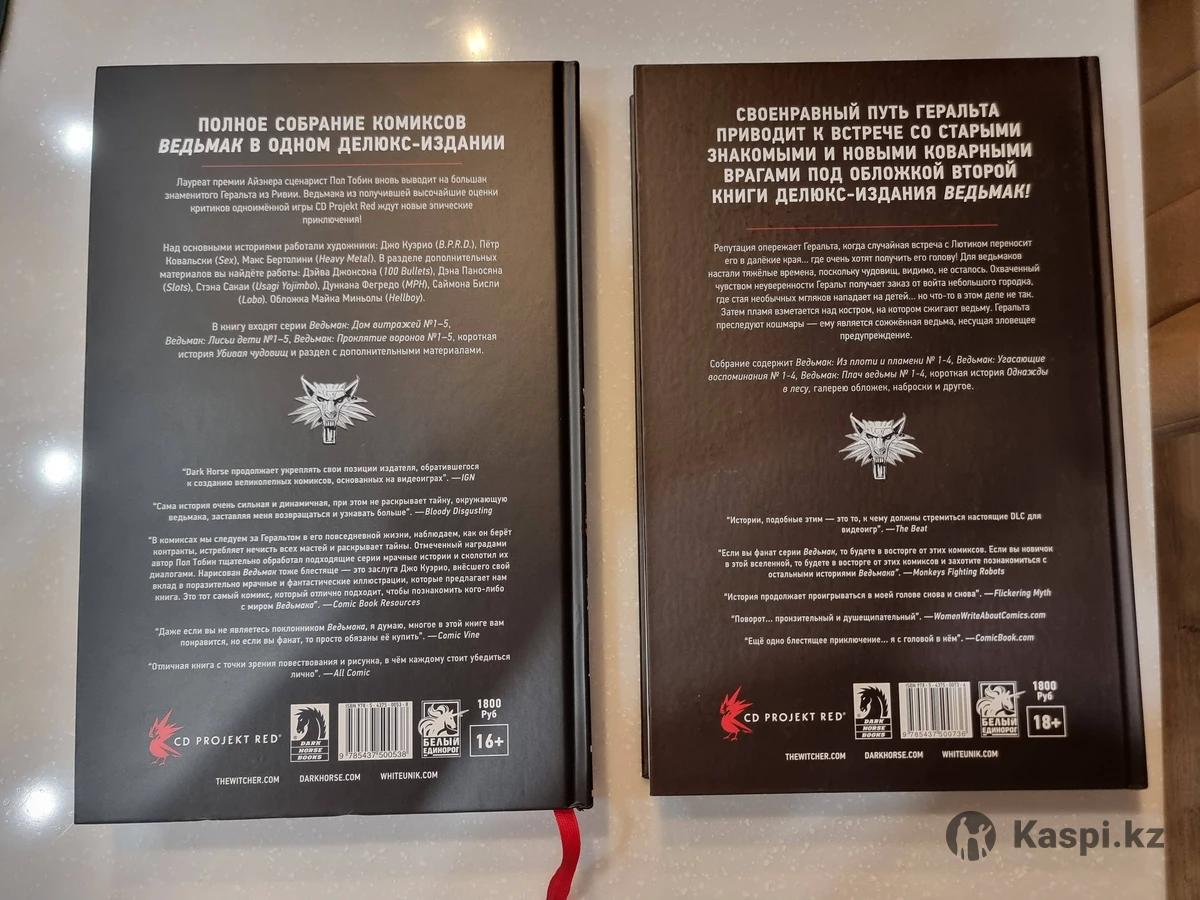 ПОЛНОЕ СОБРАНИЕ КОМИКСОВ
ВЕДЬМАК В ОДНОМ ДЕЛЮКС-ИЗДАНИИ
Лауреат премии Айзнера сценарист Пол Тобин вновь выводит на большак
знаменитого Геральта из Ривии. Ведьмака из получившей высочайшие оценки
критиков одноимённой игры CD Projekt Red ждут новые эпические
приключения!
Над основными историями работали художники: Джо Куэрио (B.P.R.D.), Пётр
Ковальски (Sex), Макс Бертолини (Heavy Metal). В разделе дополнительных
материалов вы найдёте работы: Дэйва Джонсона (100 Bullets), Дэна Паносяна
(Slots), Стэна Сакаи (Usagi Yojimbo), Дункана Фегредо (MPH), Саймона Бисли
(Lobo). Обложка Майка Миньолы (Hellboy).
В книгу входят серии Ведьмак: Дом витражей №1–5,
Ведьмак: Лисьи дети №1–5, Ведьмак: Проклятие воронов №1–5, короткая
история Убивая чудовищ и раздел с дополнительными материалами.
"Dark Horse продолжает укреплять свои позиции издателя, обратившегося
к созданию великолепных комиксов, основанных на видеоиграх". —IGN
"Сама история очень сильная и динамичная, при этом не раскрывает тайну, окружающую
ведьмака, заставляя меня возвращаться и узнавать больше". —Bloody Disgusting
"В комиксах мы следуем за Геральтом в его повседневной жизни, наблюдаем, как он берёт
контракты, истребляет нечисть всех мастей и раскрывает тайны. Отмеченный наградами
автор Пол Тобин тщательно обработал подходящие серии мрачные истории и сколотил их
диалогами. Нарисован Ведьмак тоже блестяще — это заслуга Джо Куэрио, внёсшего свой
вклад в поразительно мрачные и фантастические иллюстрации, которые предлагает нам
книга. Это тот самый комикс, который отлично подходит, чтобы познакомить кого-либо
с миром Ведьмака". —Comic Book Resources
"Даже если вы не являетесь поклонником Ведьмака, я думаю, многое в этой книге вам
понравится, но если вы фанат, то просто обязаны её купить". —Comic Vine
"Отличная книга с точки зрения повествования и рисунка, в чём каждому стоит убедиться
лично". —All Comic
CD PROJEKT RED®
DARK
HORSE
BOOKS
ISBN 978-5-4375-0053-8
9 785437 500538
БЕЛЫЙ
ЕДИНОРОГ
1800
Руб
16+
THEWITCHER.COM DARKHORSE.COM WHITEUNIK.COM
СВОЕНРАВНЫЙ ПУТЬ ГЕРАЛЬТА
ПРИВОДИТ К ВСТРЕЧЕ СО СТАРЫМИ
ЗНАКОМЫМИ И НОВЫМИ КОВАРНЫМИ
ВРАГАМИ ПОД ОБЛОЖКОЙ ВТОРОЙ
КНИГИ ДЕЛЮКС-ИЗДАНИЯ ВЕДЬМАК!
Репутация опережает Геральта, когда случайная встреча с Лютиком переносит
его в далёкие края... где очень хотят получить его голову! Для ведьмаков
настали тяжёлые времена, поскольку чудовищ, видимо, не осталось. Охваченный
чувством неуверенности Геральт получает заказ от войта небольшого городка,
где стая необычных мгляков нападает на детей... но что-то в этом деле не так.
Затем пламя взметается над костром, на котором сжигают ведьму. Геральта
преследуют кошмары — ему является сожжённая ведьма, несущая зловещее
предупреждение.
Собрание содержит Ведьмак: Из плоти и пламени № 1-4, Ведьмак: Угасающие
воспоминания № 1-4, Ведьмак: Плач ведьмы № 1-4, короткая история Однажды
в лесу, галерею обложек, наброски и другое.
"Истории, подобные этим — это то, к чему должны стремиться настоящие DLC для
видеоигр". —The Beat
"Если вы фанат серии Ведьмак, то будете в восторге от этих комиксов. Если вы новичок
в этой вселенной, то будете в восторге от этих комиксов и захотите познакомиться с
остальными историями Ведьмака". —Monkeys Fighting Robots
"История продолжает проигрываться в моей голове снова и снова". —Flickering Myth
"Поворот... пронзительный и душещипательный". —WomenWriteAboutComics.com
"Ещё одно блестящее приключение... я с головой в нём". —ComicBook.com
CD PROJEKT RED®
DARK
HORSE
BOOKS
9 785437 500736
БЕЛЫЙ
ЕДИНОРОГ
1800
Руб
18+
THEWITCHER.COM DARKHORSE.COM WHITEUNIK.COM
Kaspi.kz